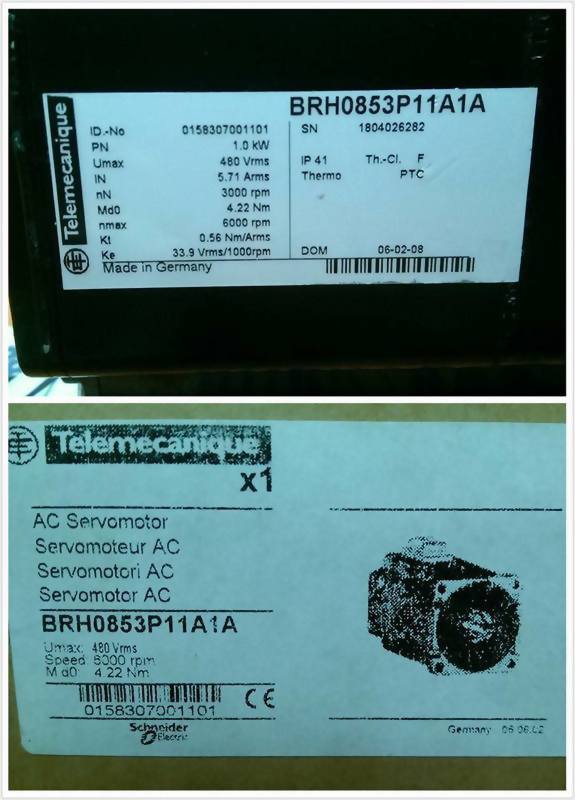 Telemecanique
BRH0853P11A1A
ID.-No 0158307001101
PN 1.0 kW
Umax 480 Vrms
IN 5.71 Arms
nN 3000 rpm
Md0 4.22 Nm
nmax 6000 rpm
Kt 0.56 Nm/Arms
Ke 33.9 Vrms/1000rpm
Made in Germany
SN 1804026282
IP 41 Th.-Cl. F
Thermo PTC
DOM 06-02-08
Telemecanique
x1
AC Servomotor
Servomoteur AC
Servomotori AC
Servomotor AC
BRH0853P11A1A
Umax: 480 Vrms
Speed: 6000 rpm
Md0: 4.22 Nm
0158307001101
CE
Schneider
Electric
Germany 06.06.02